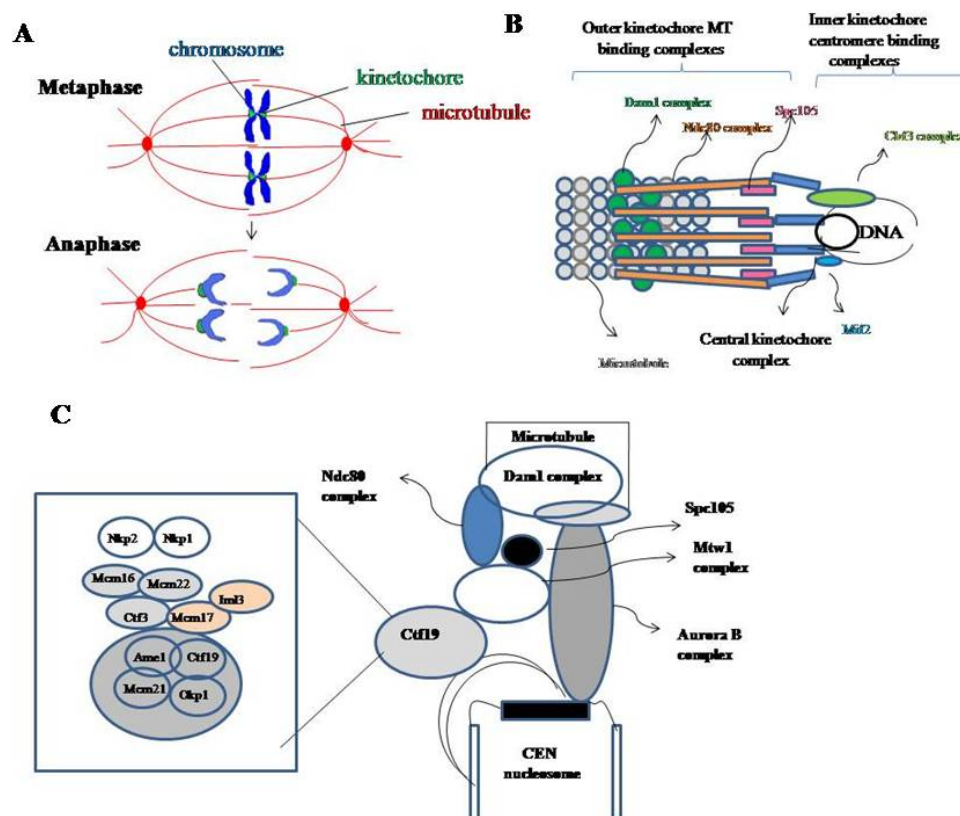 A
chromosome
kinetochore
microtubule
Metaphase
Anaphase
B
Outer kinetochore MT
binding complexes
Inner kinetochore
centromere binding
complexes
Dam1 complex
Ndc80 complex
Spc105
Cbf3 complex
DNA
Mif2
Central kinetochore
complex
Microtubule
C
Microtubule
Dam1 complex
Ndc80
complex
Spc105
Mtw1
complex
Ctf19
Aurora B
complex
CEN
nucleosome
Nkp2
Nkp1
Mcm16
Mcm22
Iml3
Ctf3
Mcm17
Ame1
Ctf19
Mcm21
Okp1